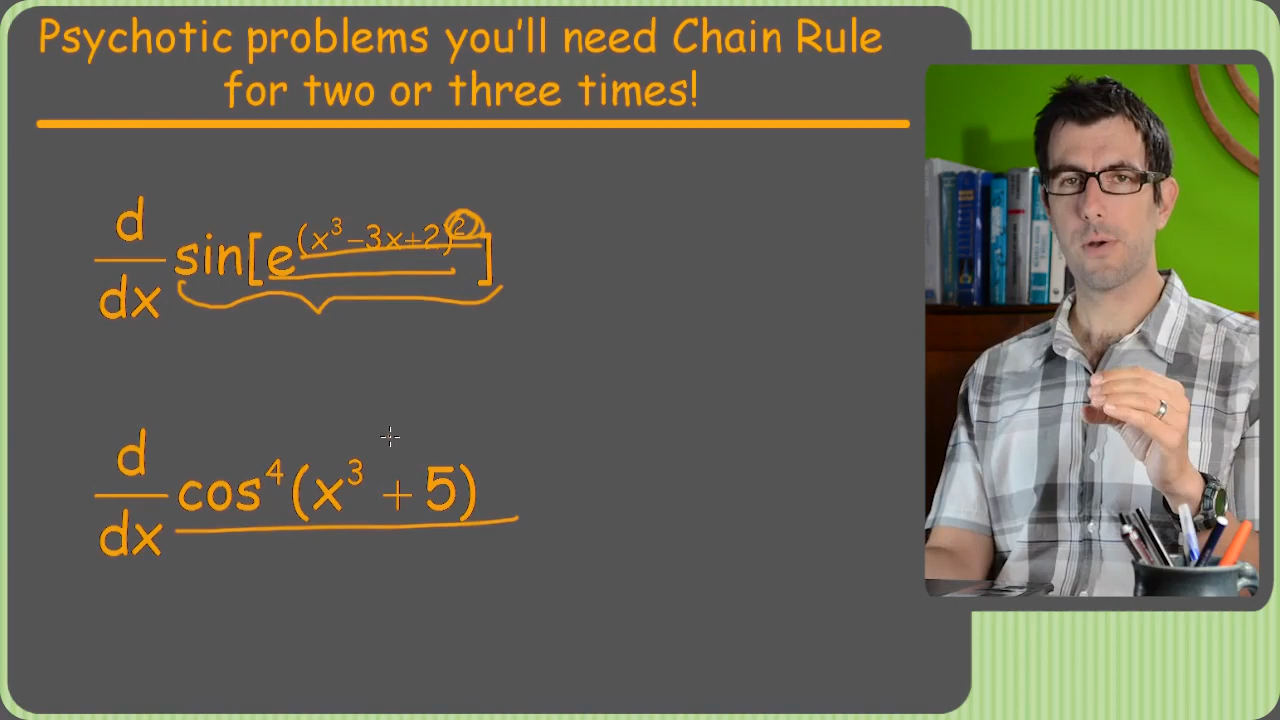 Psychotic problems you'll need Chain Rule
for two or three times!
d/dx sin[e^(x³-3x+2)²]
d/dx cos⁴(x³ + 5)